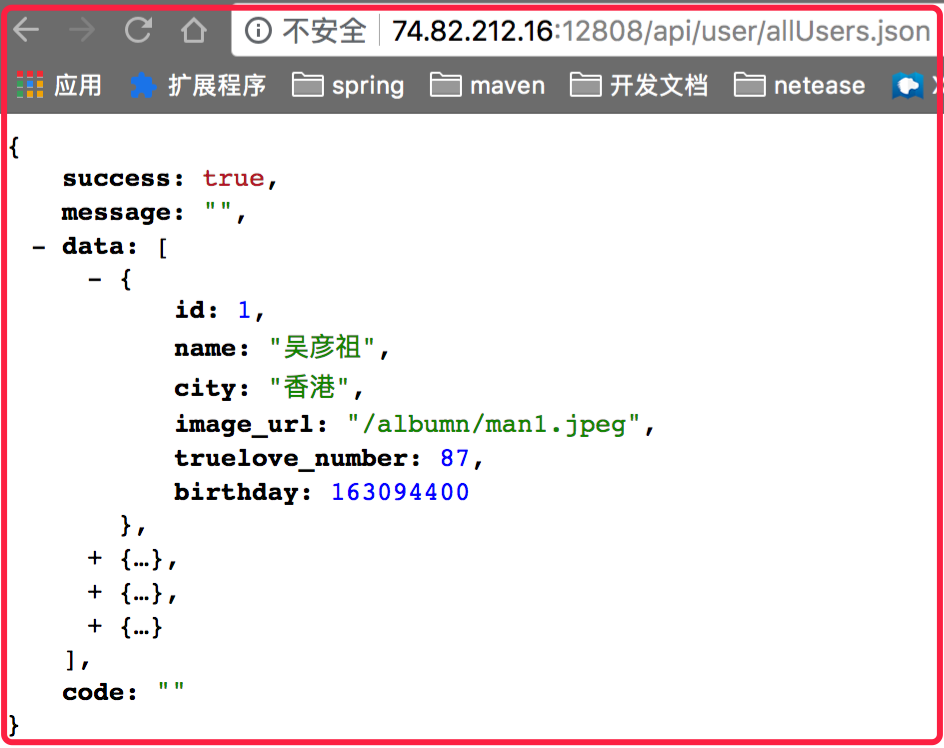 不安全 74.82.212.16:12808/api/user/allUsers.json
应用 扩展程序 spring maven 开发文档 netease
{
success: true,
message: "",
- data: [
- {
id: 1,
name: "吴彦祖",
city: "香港",
image_url: "/albumn/man1.jpeg",
truelove_number: 87,
birthday: 163094400
},
+ {…},
+ {…},
+ {…}
],
code: ""
}